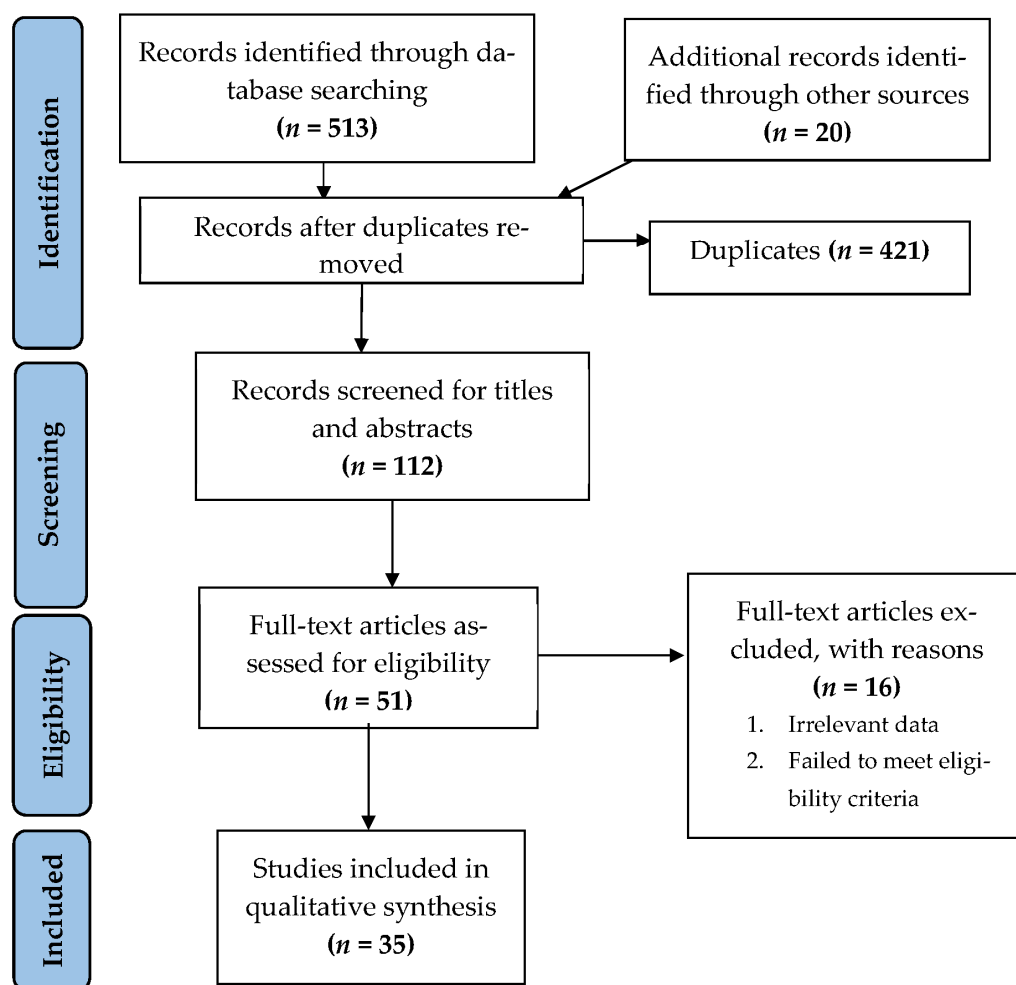 Identification
Records identified through da-
tabase searching
(n = 513)
Additional records identi-
fied through other sources
(n = 20)
Records after duplicates re-
moved
Duplicates (n = 421)
Screening
Records screened for titles
and abstracts
(n = 112)
Eligibility
Full-text articles as-
sessed for eligibility
(n = 51)
Full-text articles ex-
cluded, with reasons
(n = 16)
1. Irrelevant data
2. Failed to meet eligi-
bility criteria
Included
Studies included in
qualitative synthesis
(n = 35)